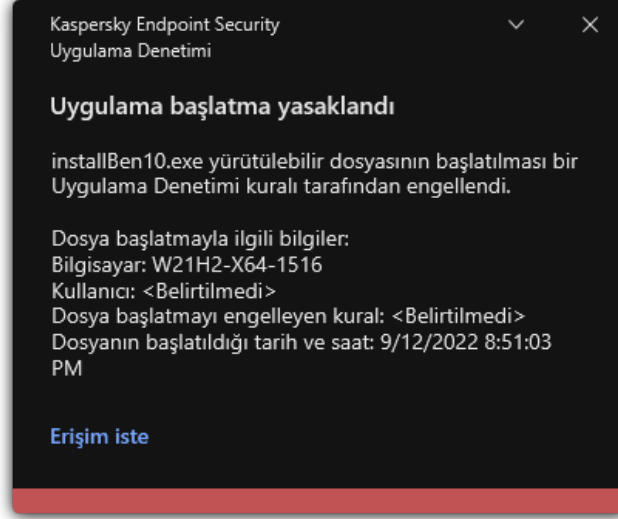 Kaspersky Endpoint Security
Uygulama Denetimi
Uygulama başlatma yasaklandı
installBen10.exe yürütülebilir dosyasının başlatılması bir
Uygulama Denetimi kuralı tarafından engellendi.
Dosya başlatmayla ilgili bilgiler:
Bilgisayar: W21H2-X64-1516
Kullanıcı: <Belirtilmedi>
Dosya başlatmayı engelleyen kural: <Belirtilmedi>
Dosyanın başlatıldığı tarih ve saat: 9/12/2022 8:51:03
PM
Erişim iste